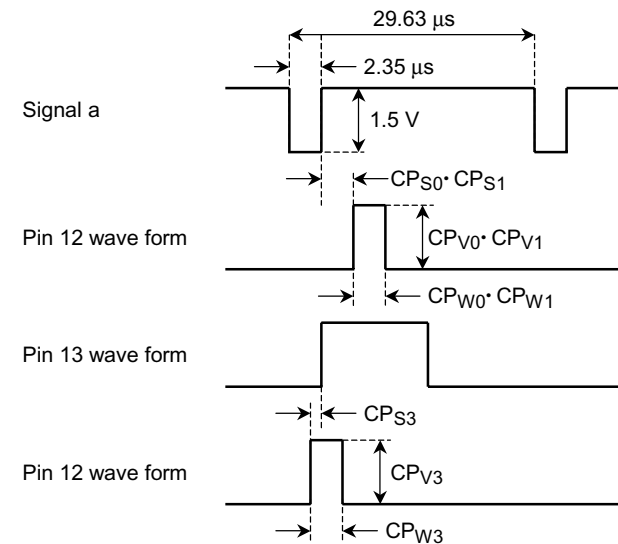 29.63 μs
2.35 μs
Signal a
1.5 V
CPS0· CPS1
Pin 12 wave form
CPV0· CPV1
CPW0· CPW1
Pin 13 wave form
CPS3
Pin 12 wave form
CPV3
CPW3